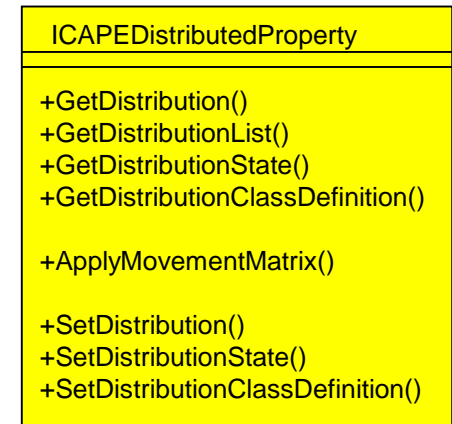 ICAPEDistributedProperty
+GetDistribution()
+GetDistributionList()
+GetDistributionState()
+GetDistributionClassDefinition()
+ApplyMovementMatrix()
+SetDistribution()
+SetDistributionState()
+SetDistributionClassDefinition()